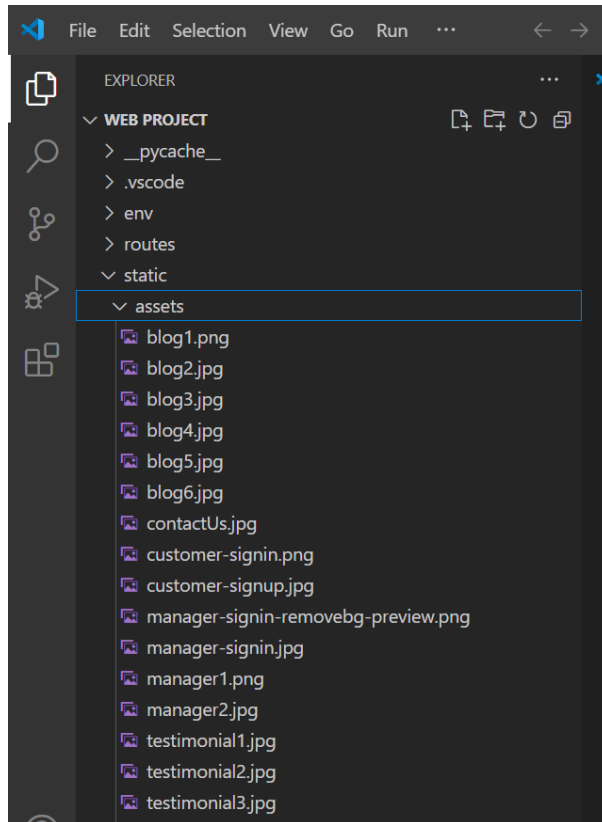 File Edit Selection View Go Run ...
EXPLORER ...
WEB PROJECT
__pycache__
.vscode
env
routes
static
assets
blog1.png
blog2.jpg
blog3.jpg
blog4.jpg
blog5.jpg
blog6.jpg
contactUs.jpg
customer-signin.png
customer-signup.jpg
manager-signin-removebg-preview.png
manager-signin.jpg
manager1.png
manager2.jpg
testimonial1.jpg
testimonial2.jpg
testimonial3.jpg